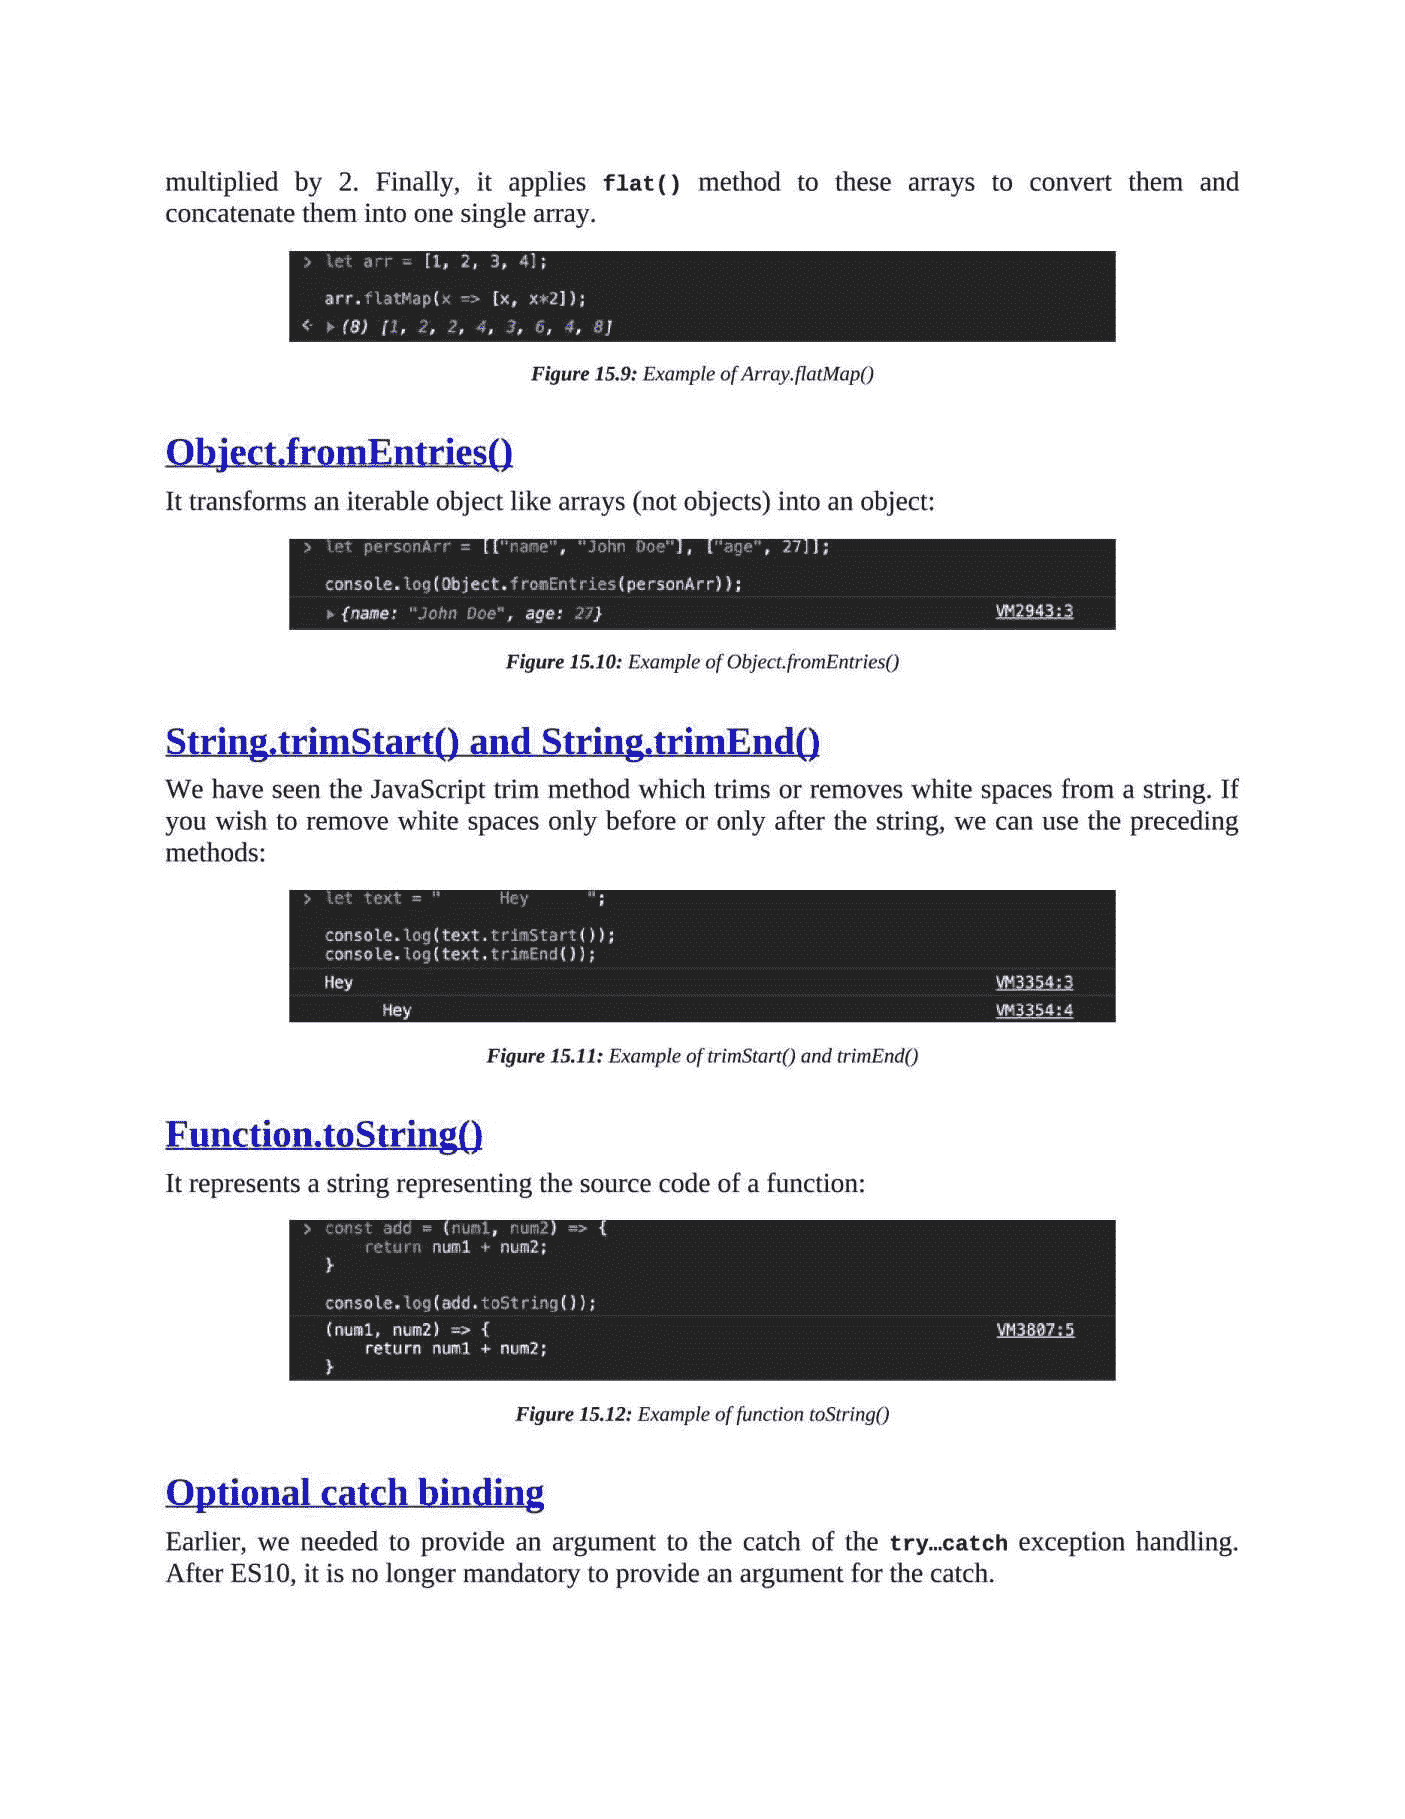 multiplied by 2. Finally, it applies flat() method to these arrays to convert them and
concatenate them into one single array.
> let arr = [1, 2, 3, 4];
arr.flatMap(x => [x, x*2]);
(8) [1, 2, 2, 4, 3, 6, 4, 8]
Figure 15.9: Example of Array.flatMap()
Object.fromEntries()
It transforms an iterable object like arrays (not objects) into an object:
> let personArr = [["name", "John Doe"], ["age", 27]];
console.log(Object.fromEntries(personArr));
{name: "John Doe", age: 27} VM2943:3
Figure 15.10: Example of Object.fromEntries()
String.trimStart() and String.trimEnd()
We have seen the JavaScript trim method which trims or removes white spaces from a string. If
you wish to remove white spaces only before or only after the string, we can use the preceding
methods:
> let text = "      Hey      ";
console.log(text.trimStart());
console.log(text.trimEnd());
Hey VM3354:3
      Hey VM3354:4
Figure 15.11: Example of trimStart() and trimEnd()
Function.toString()
It represents a string representing the source code of a function:
> const add = (num1, num2) => {
    return num1 + num2;
}
console.log(add.toString());
(num1, num2) => { VM3807:5
    return num1 + num2;
}
Figure 15.12: Example of function toString()
Optional catch binding
Earlier, we needed to provide an argument to the catch of the try…catch exception handling.
After ES10, it is no longer mandatory to provide an argument for the catch.